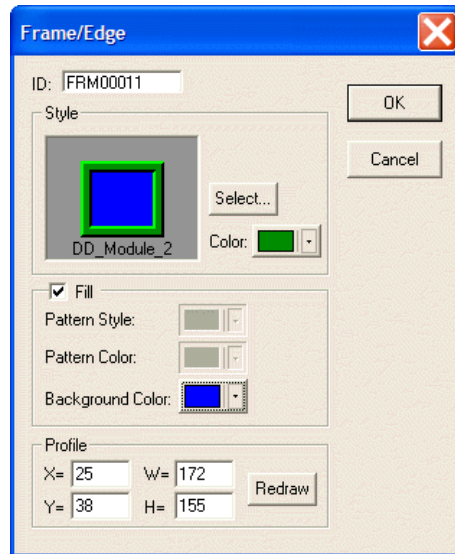 Frame/Edge
ID: FRM00011
OK
Style
Cancel
Select...
DD_Module_2
Color:
Fill
Pattern Style:
Pattern Color:
Background Color:
Profile
X= 25 W= 172
Redraw
Y= 38 H= 155